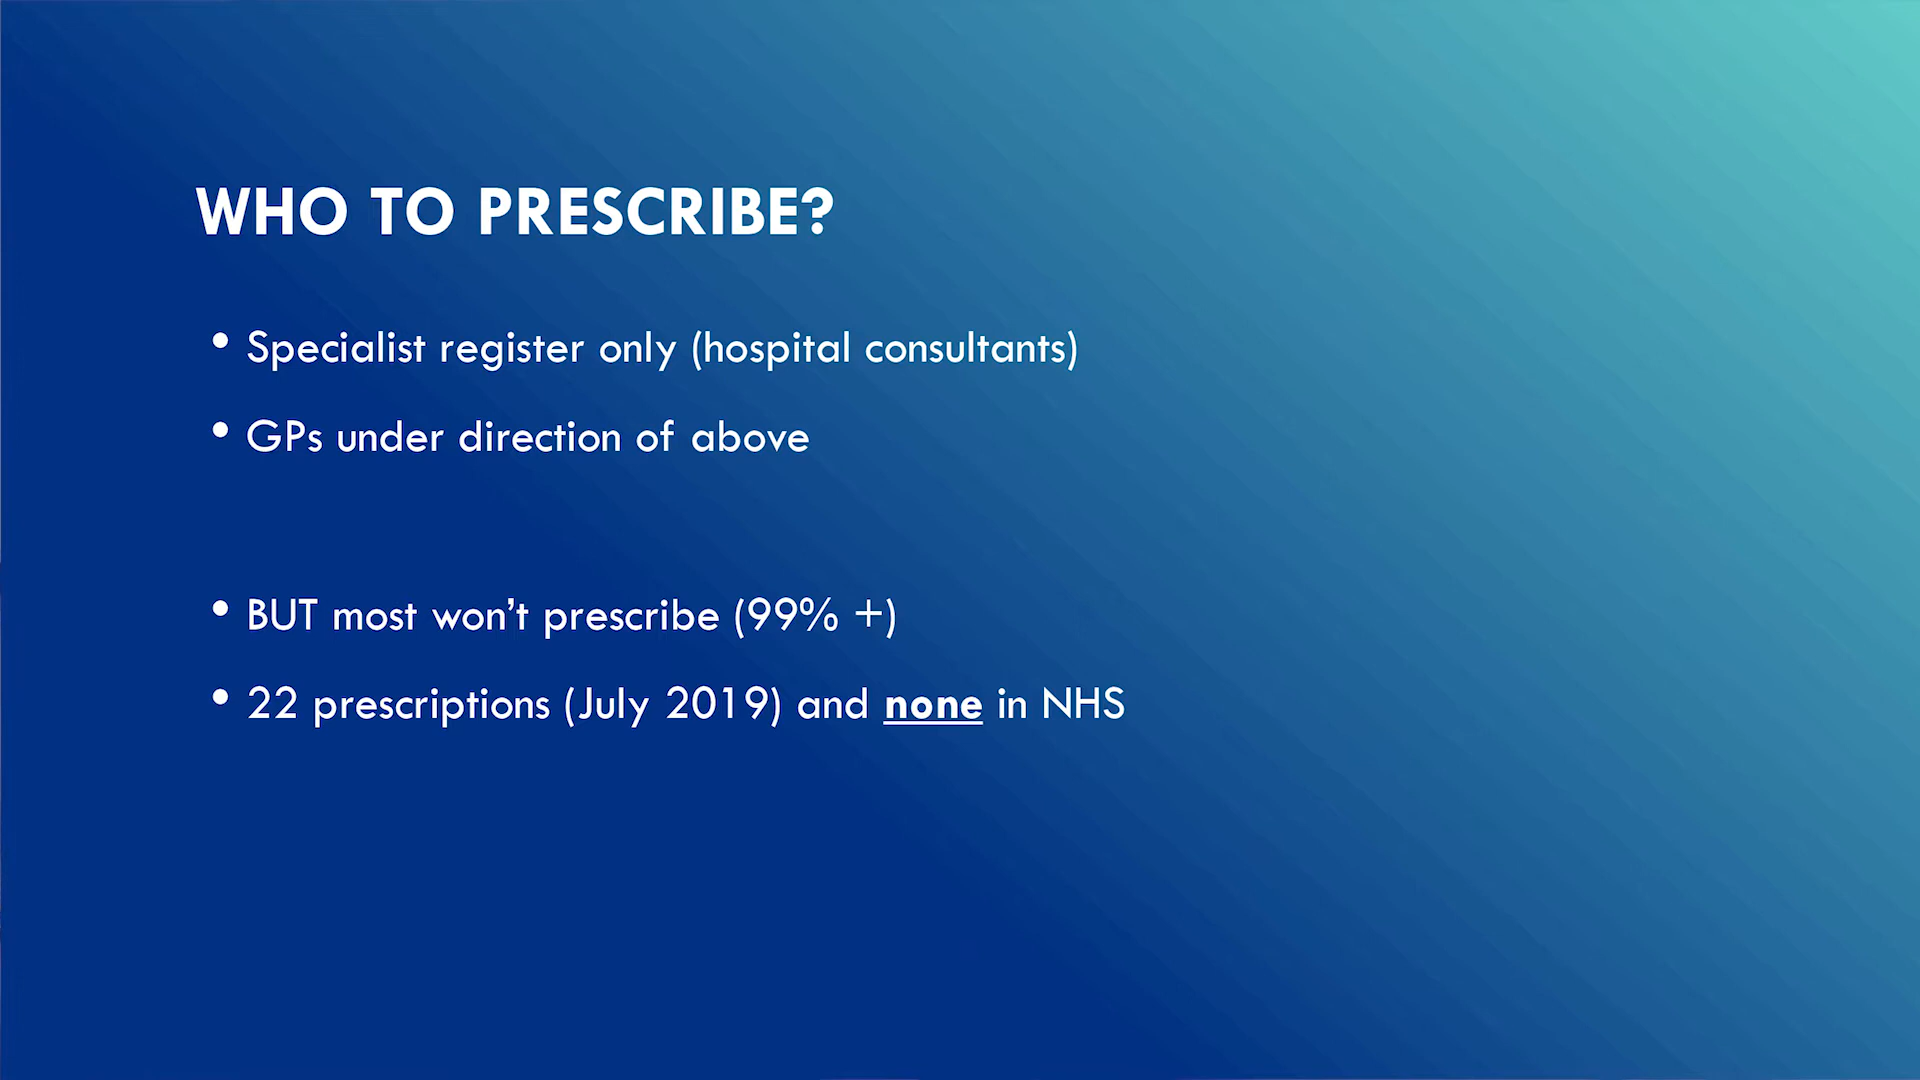 WHO TO PRESCRIBE?
• Specialist register only (hospital consultants)
• GPs under direction of above
• BUT most won’t prescribe (99% +)
• 22 prescriptions (July 2019) and none in NHS